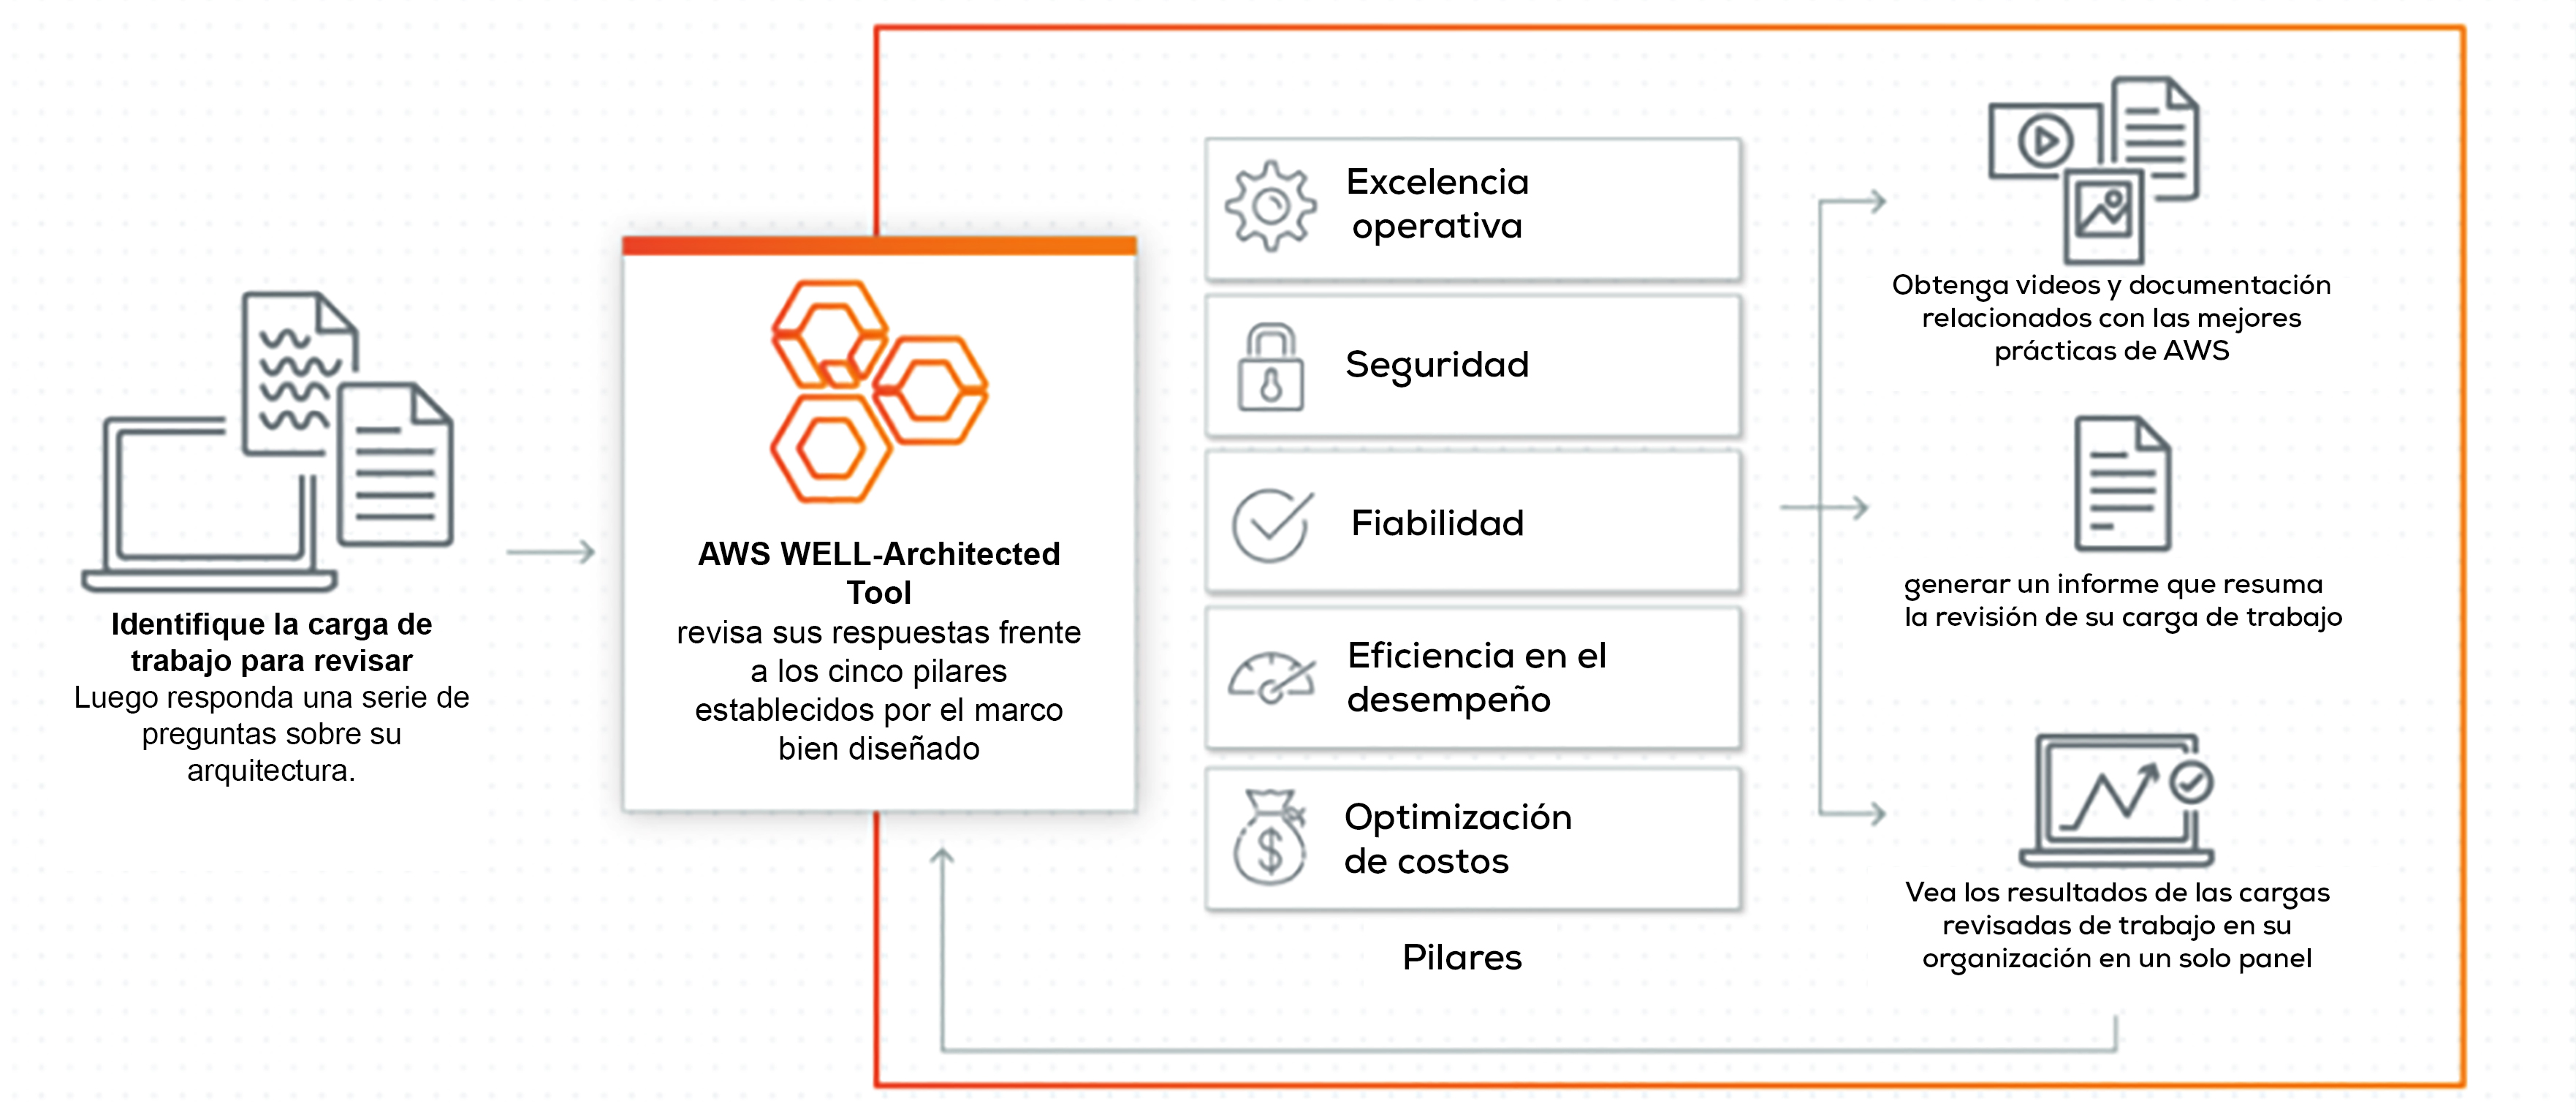 Identifique la carga de
trabajo para revisar
Luego responda una serie de
preguntas sobre su
arquitectura.
AWS WELL-Architected
Tool
revisa sus respuestas frente
a los cinco pilares
establecidos por el marco
bien diseñado
Excelencia
operativa
Seguridad
Fiabilidad
Eficiencia en el
desempeño
$
Optimización
de costos
Pilares
Obtenga videos y documentación
relacionados con las mejores
prácticas de AWS
generar un informe que resuma
la revisión de su carga de trabajo
Vea los resultados de las cargas
revisadas de trabajo en su
organización en un solo panel